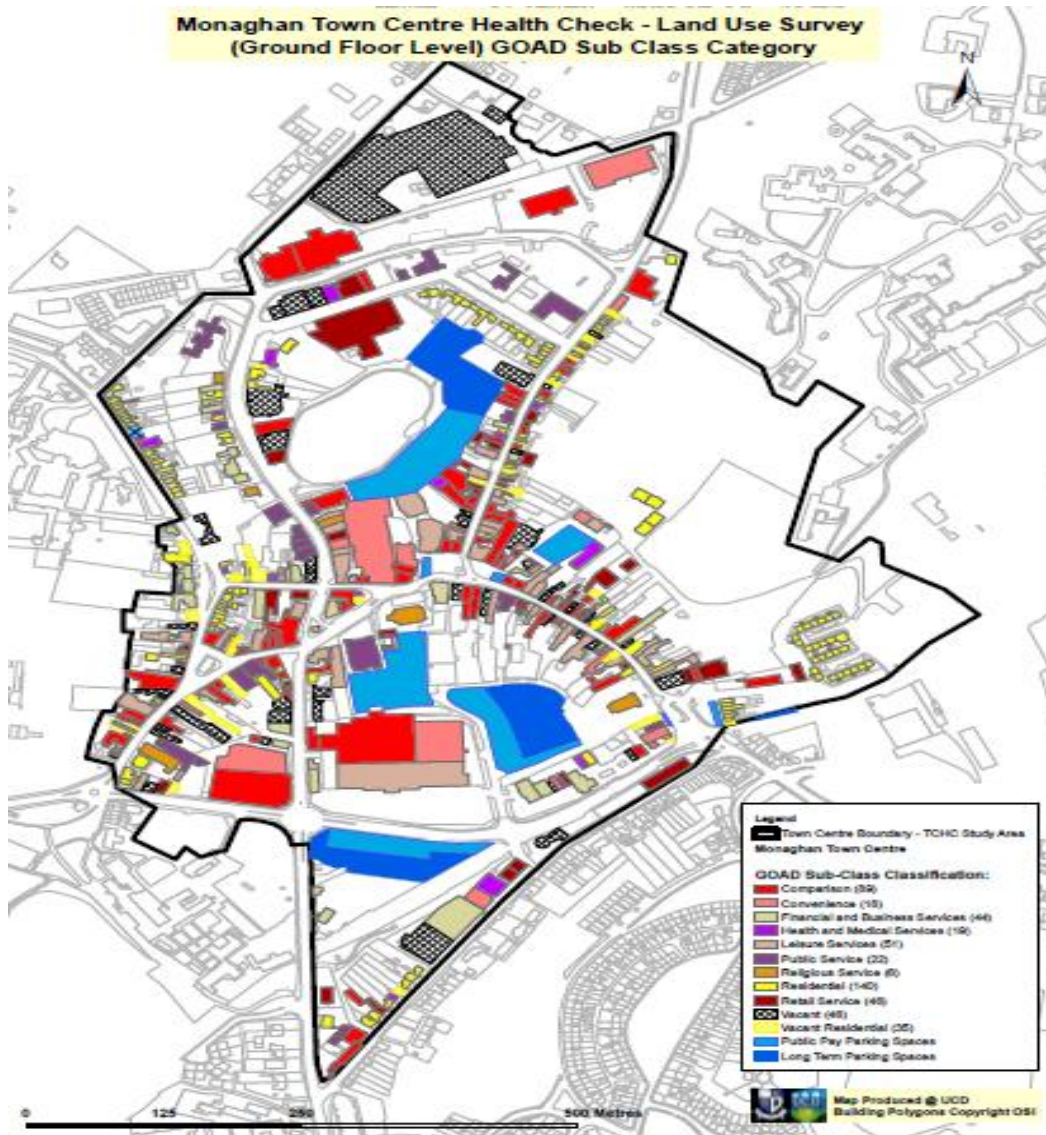 Monaghan Town Centre Health Check - Land Use Survey
(Ground Floor Level) GOAD Sub Class Category
N
Legend
Town Centre Boundary - TCHC Study Area
Monaghan Town Centre
GOAD Sub-Class Classification:
Comparison (89)
Convenience (18)
Financial and Business Services (44)
Health and Medical Services (19)
Leisure Services (51)
Public Service (22)
Religious Service (6)
Residential (140)
Retail Service (46)
Vacant (46)
Vacant Residential (35)
Public Pay Parking Spaces
Long Term Parking Spaces
0 125 250 500 Metres
Map Produced @ UCD
Building Polygons Copyright OSI